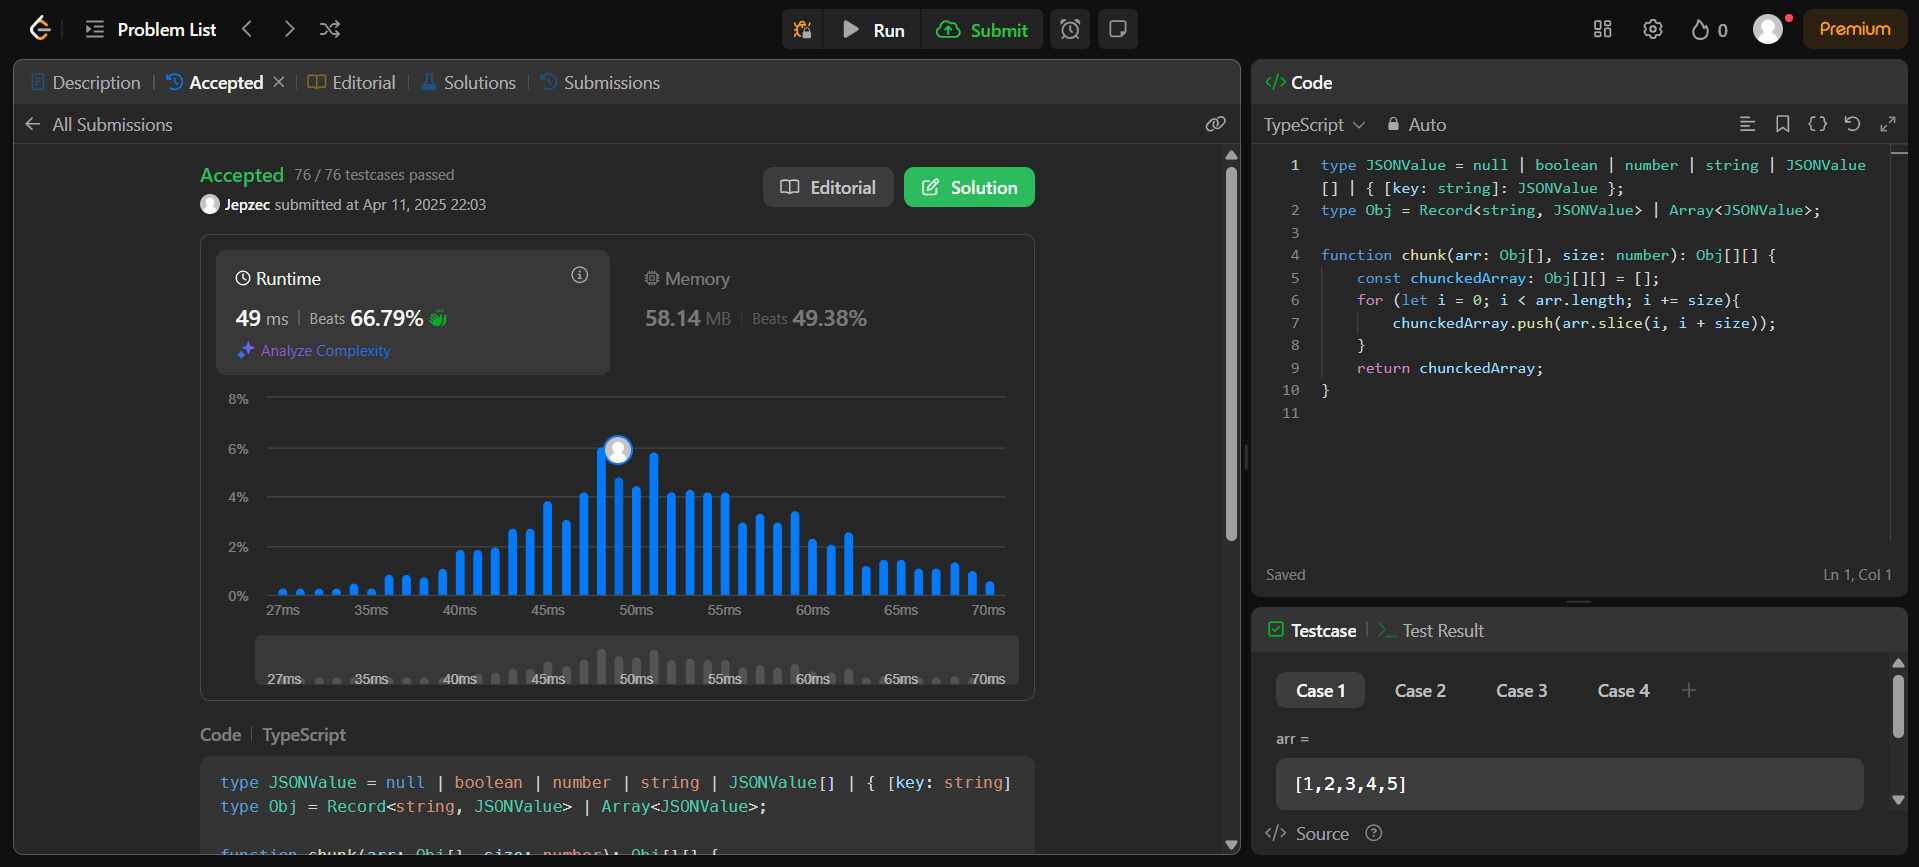 Problem List
Run
Submit
0
Premium
Description
Accepted
Editorial
Solutions
Submissions
All Submissions
Accepted 76 / 76 testcases passed
Jepzec submitted at Apr 11, 2025 22:03
Editorial
Solution
Runtime
49 ms | Beats 66.79%
Analyze Complexity
Memory
58.14 MB | Beats 49.38%
8%
6%
4%
2%
0%
27ms 35ms 40ms 45ms 50ms 55ms 60ms 65ms 70ms
27ms 35ms 40ms 45ms 50ms 55ms 60ms 65ms 70ms
Code | TypeScript
type JSONValue = null | boolean | number | string | JSONValue[] | { [key: string]
type Obj = Record<string, JSONValue> | Array<JSONValue>;
function chunk(arr: Obj[], size: number): Obj[][] {
</> Code
TypeScript
Auto
1 type JSONValue = null | boolean | number | string | JSONValue
[] | { [key: string]: JSONValue };
2 type Obj = Record<string, JSONValue> | Array<JSONValue>;
3
4 function chunk(arr: Obj[], size: number): Obj[][] {
5 const chunckedArray: Obj[][] = [];
6 for (let i = 0; i < arr.length; i += size){
7 chunckedArray.push(arr.slice(i, i + size));
8 }
9 return chunckedArray;
10 }
11
Saved
Ln 1, Col 1
Testcase
Test Result
Case 1
Case 2
Case 3
Case 4
+
arr =
[1,2,3,4,5]
</> Source ?